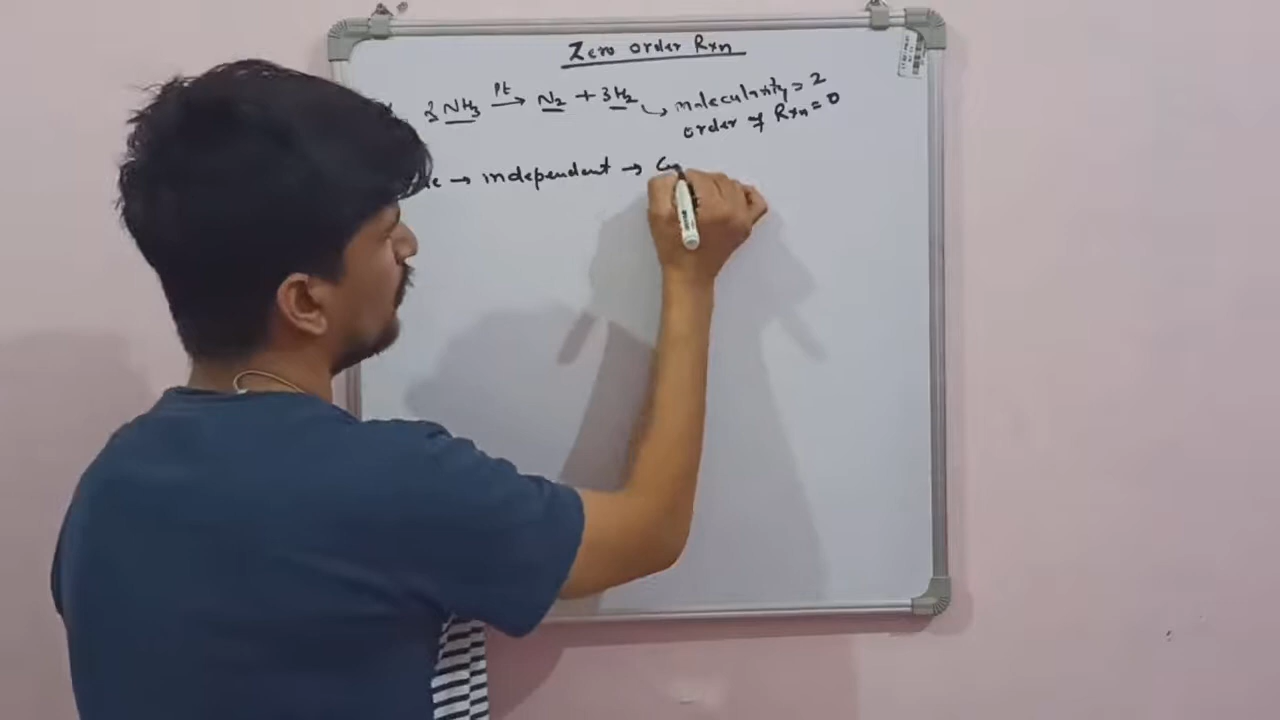 Zero order Rxn
2NH3 Pt → N2 + 3H2 → molecularity = 2
order of Rxn = 0
→ independent →